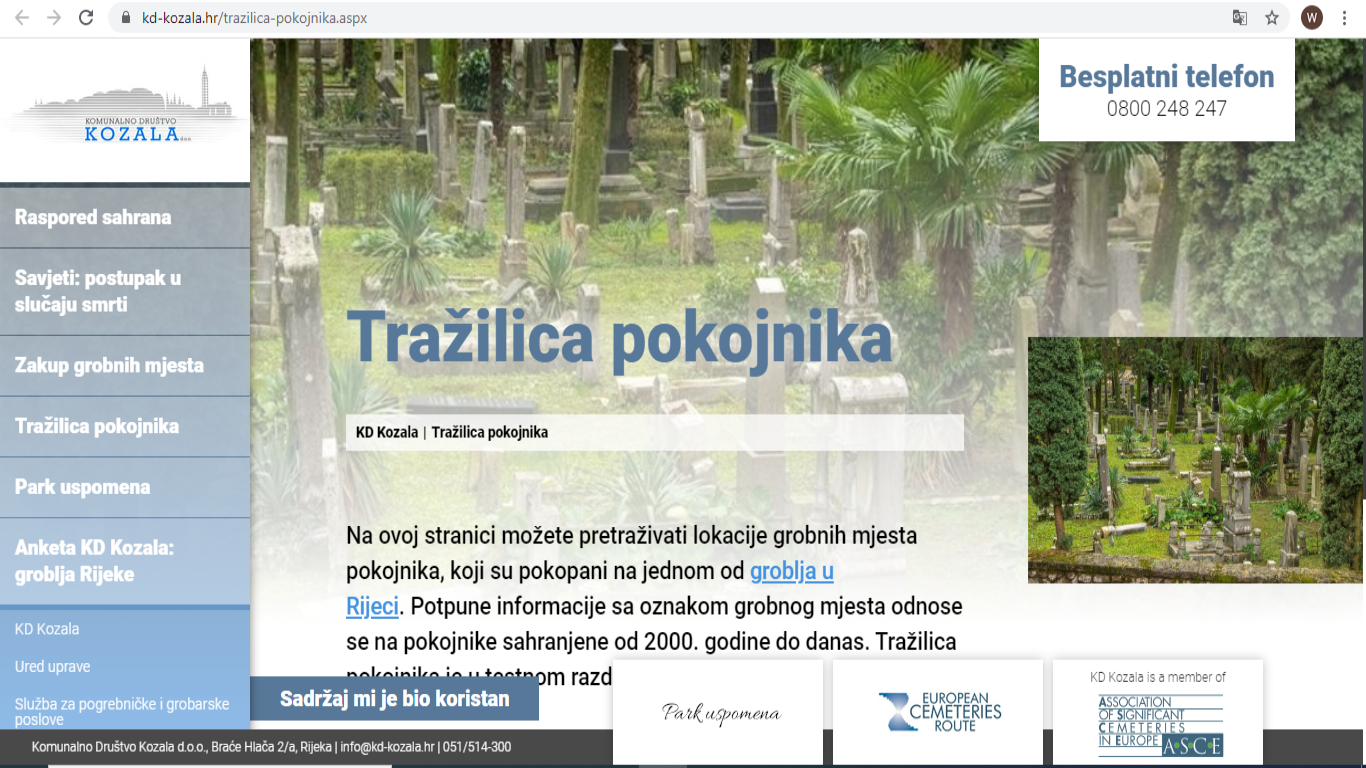 kd-kozala.hr/trazilica-pokojnika.aspx
W
KOMUNALNO DRUŠTVO
KOZALA d.o.o.
Besplatni telefon
0800 248 247
Raspored sahrana
Savjeti: postupak u
slučaju smrti
Zakup grobnih mjesta
Tražilica pokojnika
Park uspomena
Anketa KD Kozala:
groblja Rijeke
KD Kozala
Ured uprave
Služba za pogrebničke i grobarske
poslove
Tražilica pokojnika
KD Kozala | Tražilica pokojnika
Na ovoj stranici možete pretraživati lokacije grobnih mjesta
pokojnika, koji su pokopani na jednom od groblja u
Rijeci. Potpune informacije sa oznakom grobnog mjesta odnose
se na pokojnike sahranjene od 2000. godine do danas. Tražilica
pokojnika je u testnom razd
Sadržaj mi je bio koristan
Park uspomena
EUROPEAN
CEMETERIES
ROUTE
KD Kozala is a member of
ASSOCIATION
OF SIGNIFICANT
CEMETERIES
IN EUROPE A·S·C·E
Komunalno Društvo Kozala d.o.o., Braće Hlača 2/a, Rijeka | info@kd-kozala.hr | 051/514-300